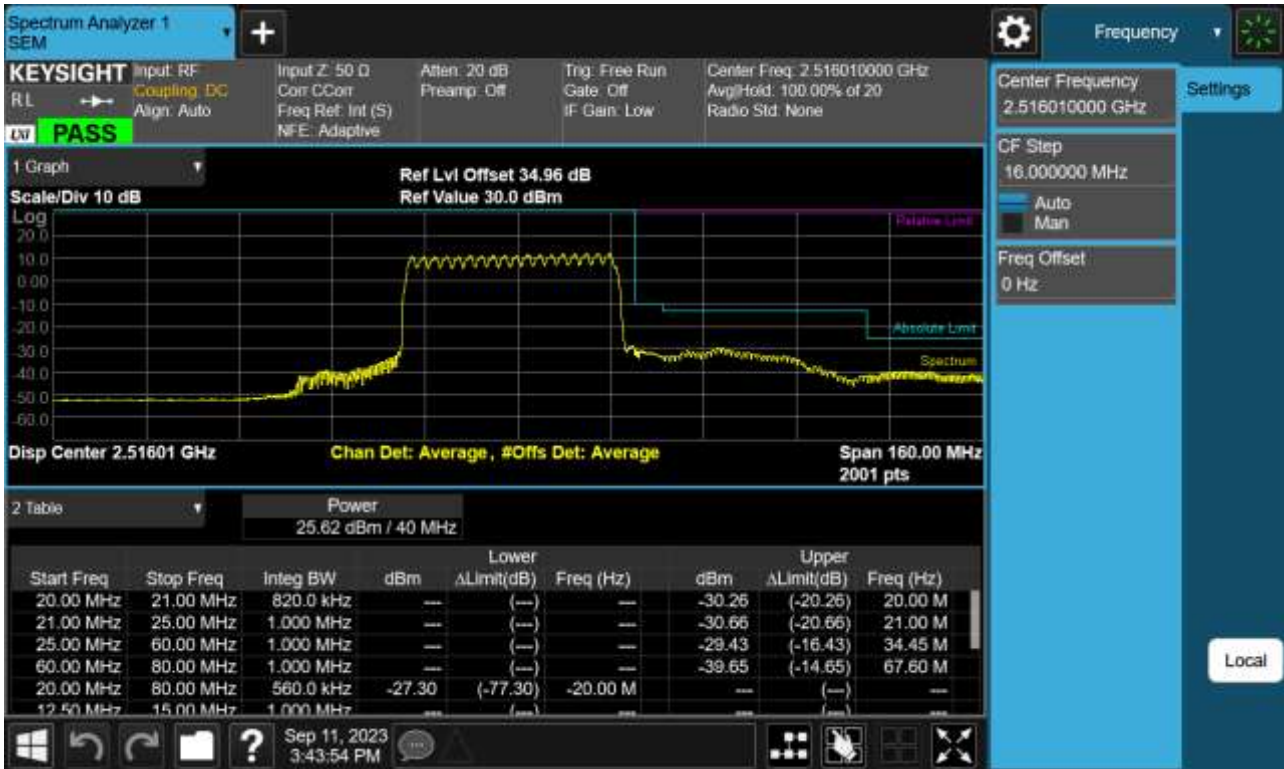 Spectrum Analyzer 1
SEM
+
Frequency
KEYSIGHT
RL
LXI
PASS
Input: RF
Coupling: DC
Align: Auto
Input Z: 50 Ω
Corr CCorr
Freq Ref: Int (S)
NFE: Adaptive
Atten: 20 dB
Preamp: Off
Trig: Free Run
Gate: Off
IF Gain: Low
Center Freq: 2.516010000 GHz
Avg|Hold: 100.00% of 20
Radio Std: None
Center Frequency
2.516010000 GHz
Settings
CF Step
16.000000 MHz
Auto
Man
Freq Offset
0 Hz
Local
1 Graph
Scale/Div 10 dB
Ref Lvl Offset 34.96 dB
Ref Value 30.0 dBm
Log
20.0
10.0
0.00
-10.0
-20.0
-30.0
-40.0
-50.0
-60.0
Relative Limit
Absolute Limit
Spectrum
Disp Center 2.51601 GHz
Chan Det: Average, #Offs Det: Average
Span 160.00 MHz
2001 pts
2 Table
Power
25.62 dBm / 40 MHz
Lower Upper
Start Freq Stop Freq Integ BW dBm ΔLimit(dB) Freq (Hz) dBm ΔLimit(dB) Freq (Hz)
20.00 MHz 21.00 MHz 820.0 kHz --- (---) --- -30.26 (-20.26) 20.00 M
21.00 MHz 25.00 MHz 1.000 MHz --- (---) --- -30.66 (-20.66) 21.00 M
25.00 MHz 60.00 MHz 1.000 MHz --- (---) --- -29.43 (-16.43) 34.45 M
60.00 MHz 80.00 MHz 1.000 MHz --- (---) --- -39.65 (-14.65) 67.60 M
20.00 MHz 80.00 MHz 560.0 kHz -27.30 (-77.30) -20.00 M --- (---) ---
12.50 MHz 15.00 MHz 1.000 MHz --- (---) --- --- (---) ---
?
Sep 11, 2023
3:43:54 PM